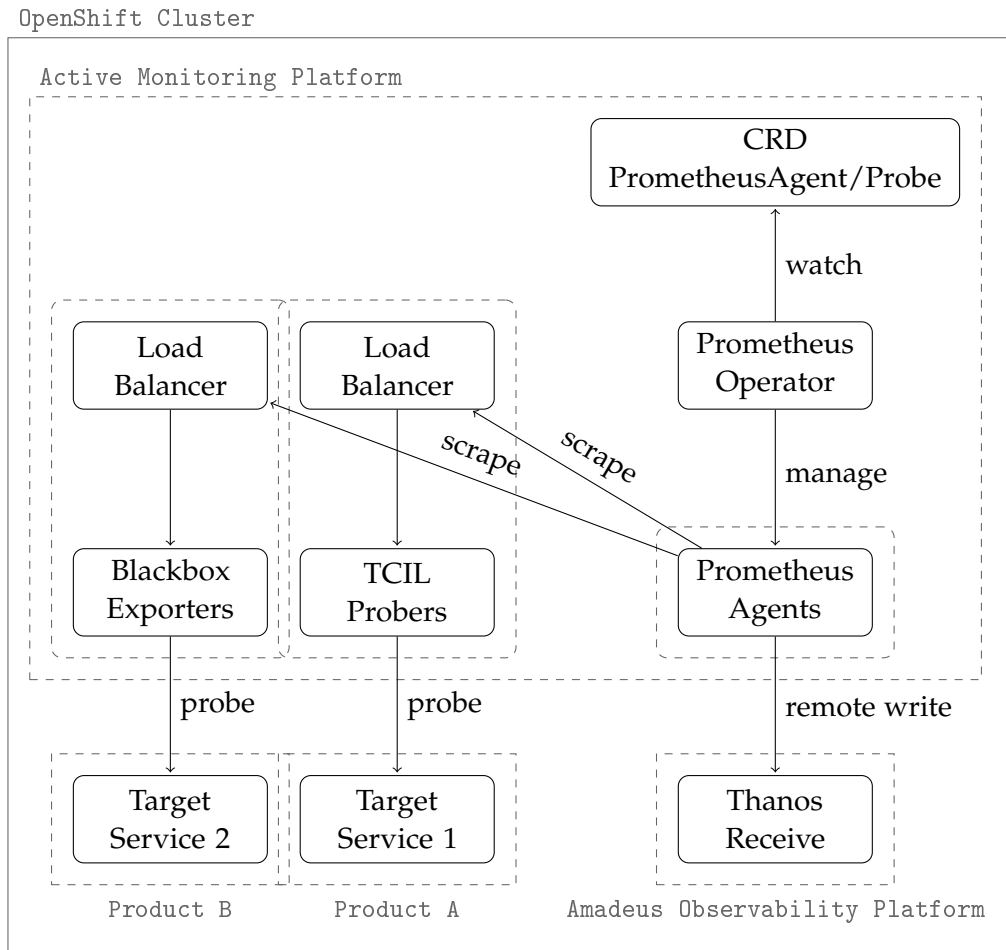 OpenShift Cluster
Active Monitoring Platform
CRD
PrometheusAgent/Probe
watch
Load
Balancer
Load
Balancer
Prometheus
Operator
scrape
scrape
manage
Blackbox
Exporters
TCIL
Probers
Prometheus
Agents
probe
probe
remote write
Target
Service 2
Target
Service 1
Thanos
Receive
Product B
Product A
Amadeus Observability Platform